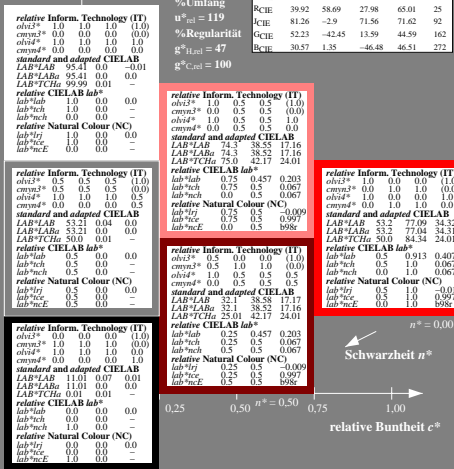 %Umfang
u*rel = 119
%Regularität
g*H,rel = 47
g*C,rel = 100
RCIE 39.92 58.69 27.98 65.01 25
JCIE 81.26 -2.9 71.56 71.62 92
GCIE 52.23 -42.45 13.59 44.59 162
BCIE 30.57 1.35 -46.48 46.51 272
relative Inform. Technology (IT)
olvi3* 1.0 1.0 1.0 (1.0)
cmyn3* 0.0 0.0 0.0 (0.0)
olvi4* 1.0 1.0 1.0 1.0
cmyn4* 0.0 0.0 0.0 0.0
standard and adapted CIELAB
LAB*LAB 95.41 0.0 -0.01
LAB*LABa 95.41 0.0 0.0
LAB*TCHa 99.99 0.01 -
relative CIELAB lab*
lab*lab 1.0 0.0 0.0
lab*tch 1.0 0.0 -
lab*nch 0.0 0.0 -
relative Natural Colour (NC)
lab*lrj 1.0 0.0 0.0
lab*tce 1.0 0.0 -
lab*ncE 0.0 0.0 -
relative Inform. Technology (IT)
olvi3* 1.0 0.5 0.5 (1.0)
cmyn3* 0.0 0.5 0.5 (0.0)
olvi4* 1.0 0.5 0.5 1.0
cmyn4* 0.0 0.5 0.5 0.0
standard and adapted CIELAB
LAB*LAB 74.3 38.55 17.16
LAB*LABa 74.3 38.52 17.16
LAB*TCHa 75.0 42.17 24.01
relative CIELAB lab*
lab*lab 0.75 0.457 0.203
lab*tch 0.75 0.5 0.067
lab*nch 0.0 0.5 0.067
relative Natural Colour (NC)
lab*lrj 0.75 0.5 -0.009
lab*tce 0.75 0.5 0.997
lab*ncE 0.0 0.5 b98r
relative Inform. Technology (IT)
olvi3* 0.5 0.5 0.5 (1.0)
cmyn3* 0.5 0.5 0.5 (0.0)
olvi4* 1.0 1.0 1.0 0.5
cmyn4* 0.0 0.0 0.0 0.5
standard and adapted CIELAB
LAB*LAB 53.21 0.04 0.0
LAB*LABa 53.21 0.0 0.0
LAB*TCHa 50.0 0.01 -
relative CIELAB lab*
lab*lab 0.5 0.0 0.0
lab*tch 0.5 0.0 -
lab*nch 0.5 0.0 -
relative Natural Colour (NC)
lab*lrj 0.5 0.0 0.0
lab*tce 0.5 0.0 -
lab*ncE 0.5 0.0 -
relative Inform. Technology (IT)
olvi3* 1.0 0.0 0.0 (1.0
cmyn3* 0.0 1.0 1.0 (0.0
olvi4* 1.0 0.0 0.0 1.0
cmyn4* 0.0 1.0 1.0 0.0
standard and adapted CIELAB
LAB*LAB 53.2 77.09 34.32
LAB*LABa 53.2 77.04 34.31
LAB*TCHa 50.0 84.34 24.01
relative CIELAB lab*
lab*lab 0.5 0.913 0.407
lab*tch 0.5 1.0 0.067
lab*nch 0.0 1.0 0.067
relative Natural Colour (NC)
lab*lrj 0.5 1.0
lab*tce 0.5 1.0 0.997
lab*ncE 0.0 1.0 b98r
relative Inform. Technology (IT)
olvi3* 0.5 0.0 0.0 (1.0)
cmyn3* 0.5 1.0 1.0 (0.0)
olvi4* 1.0 0.5 0.5 0.5
cmyn4* 0.0 0.5 0.5 0.5
standard and adapted CIELAB
LAB*LAB 32.1 38.58 17.17
LAB*LABa 32.1 38.52 17.16
LAB*TCHa 25.01 42.17 24.01
relative CIELAB lab*
lab*lab 0.25 0.457 0.203
lab*tch 0.25 0.5 0.067
lab*nch 0.5 0.5 0.067
relative Natural Colour (NC)
lab*lrj 0.25 0.5 -0.009
lab*tce 0.25 0.5 0.997
lab*ncE 0.5 0.5 b98r
relative Inform. Technology (IT)
olvi3* 0.0 0.0 0.0 (1.0)
cmyn3* 1.0 1.0 1.0 (0.0)
olvi4* 1.0 1.0 1.0 0.0
cmyn4* 0.0 0.0 0.0 1.0
standard and adapted CIELAB
LAB*LAB 11.01 0.07 0.01
LAB*LABa 11.01 0.0 0.0
LAB*TCHa 0.01 0.01 -
relative CIELAB lab*
lab*lab 0.0 0.0 0.0
lab*tch 0.0 0.0 -
lab*nch 1.0 0.0 -
relative Natural Colour (NC)
lab*lrj 0.0 0.0 0.0
lab*tce 0.0 0.0 -
lab*ncE 1.0 0.0 -
n* = 0,00
Schwarzheit n*
n* = 0,50
0,25 0,50 0,75 1,00
relative Buntheit c*